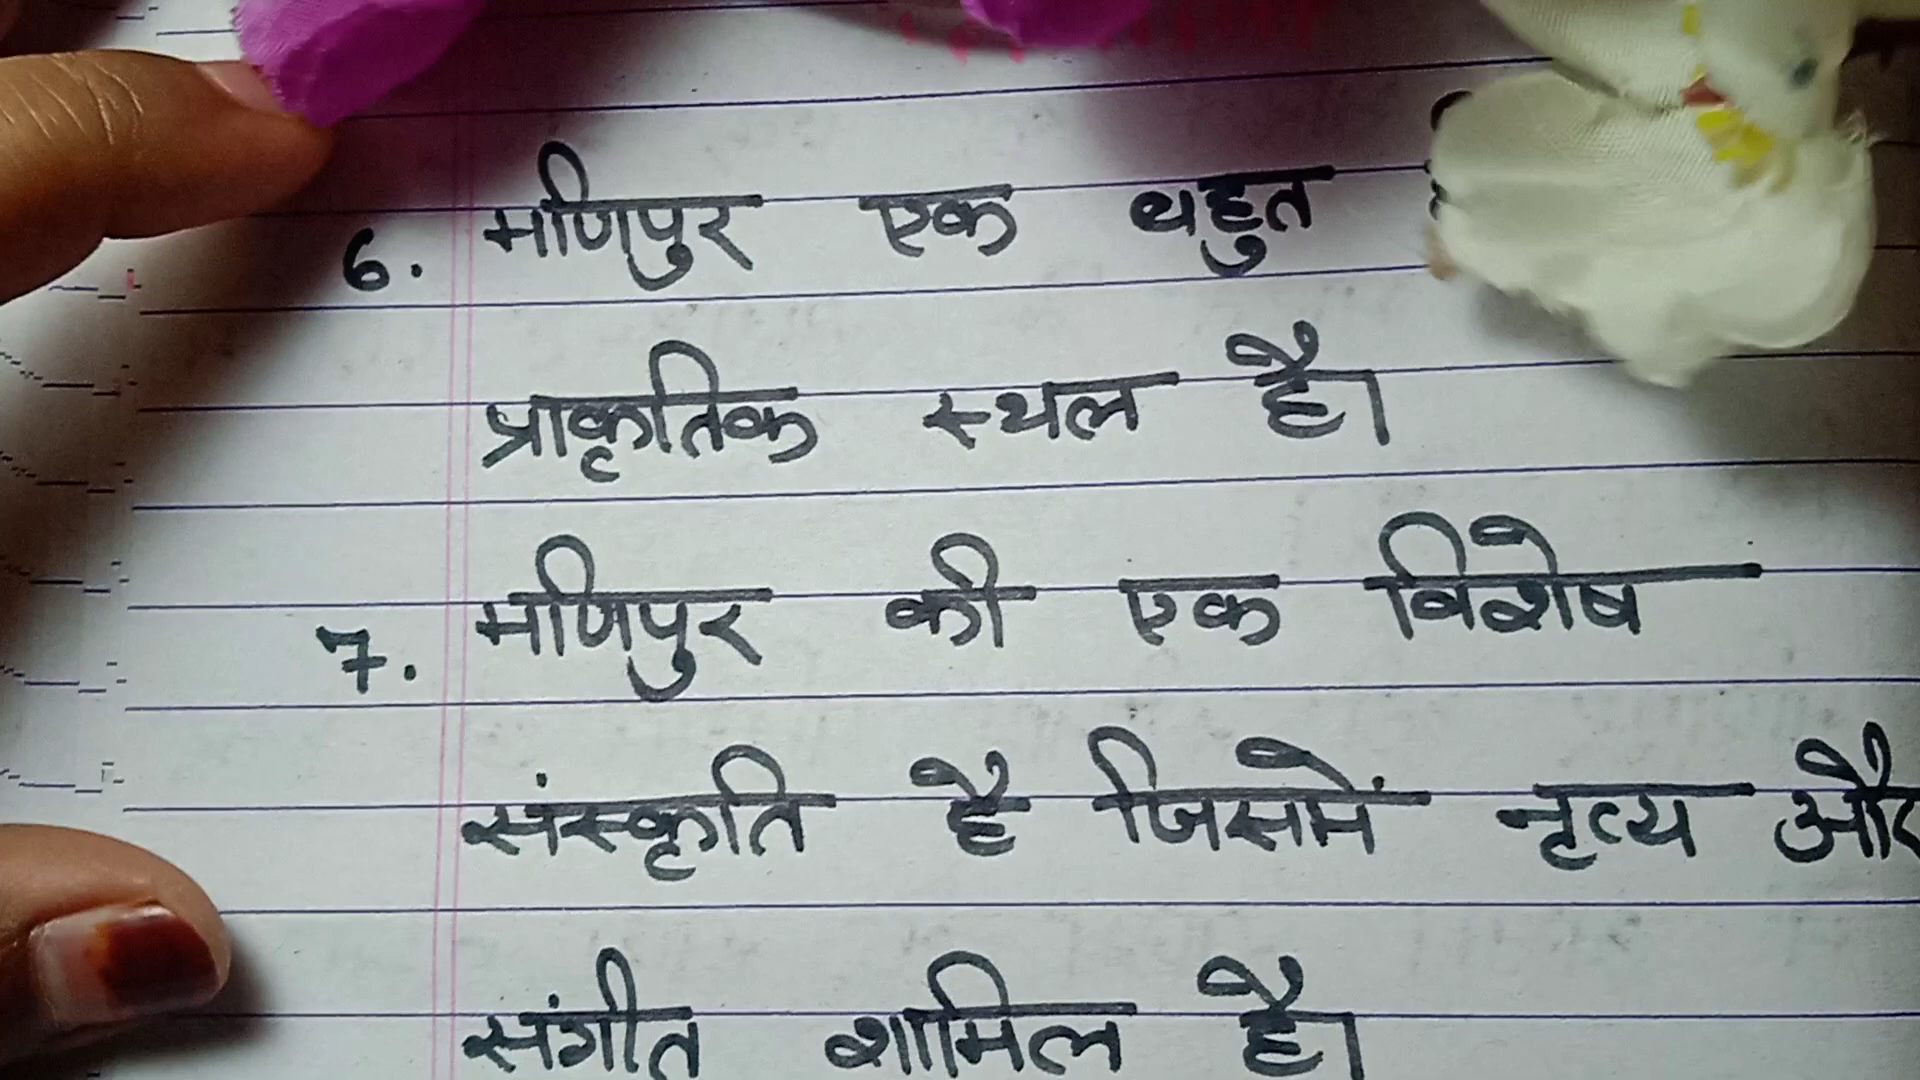 6. मणिपुर एक बहुत
प्राकृतिक स्थल है।
7. मणिपुर की एक विशेष
संस्कृति है जिसमें नृत्य और
संगीत शामिल है।